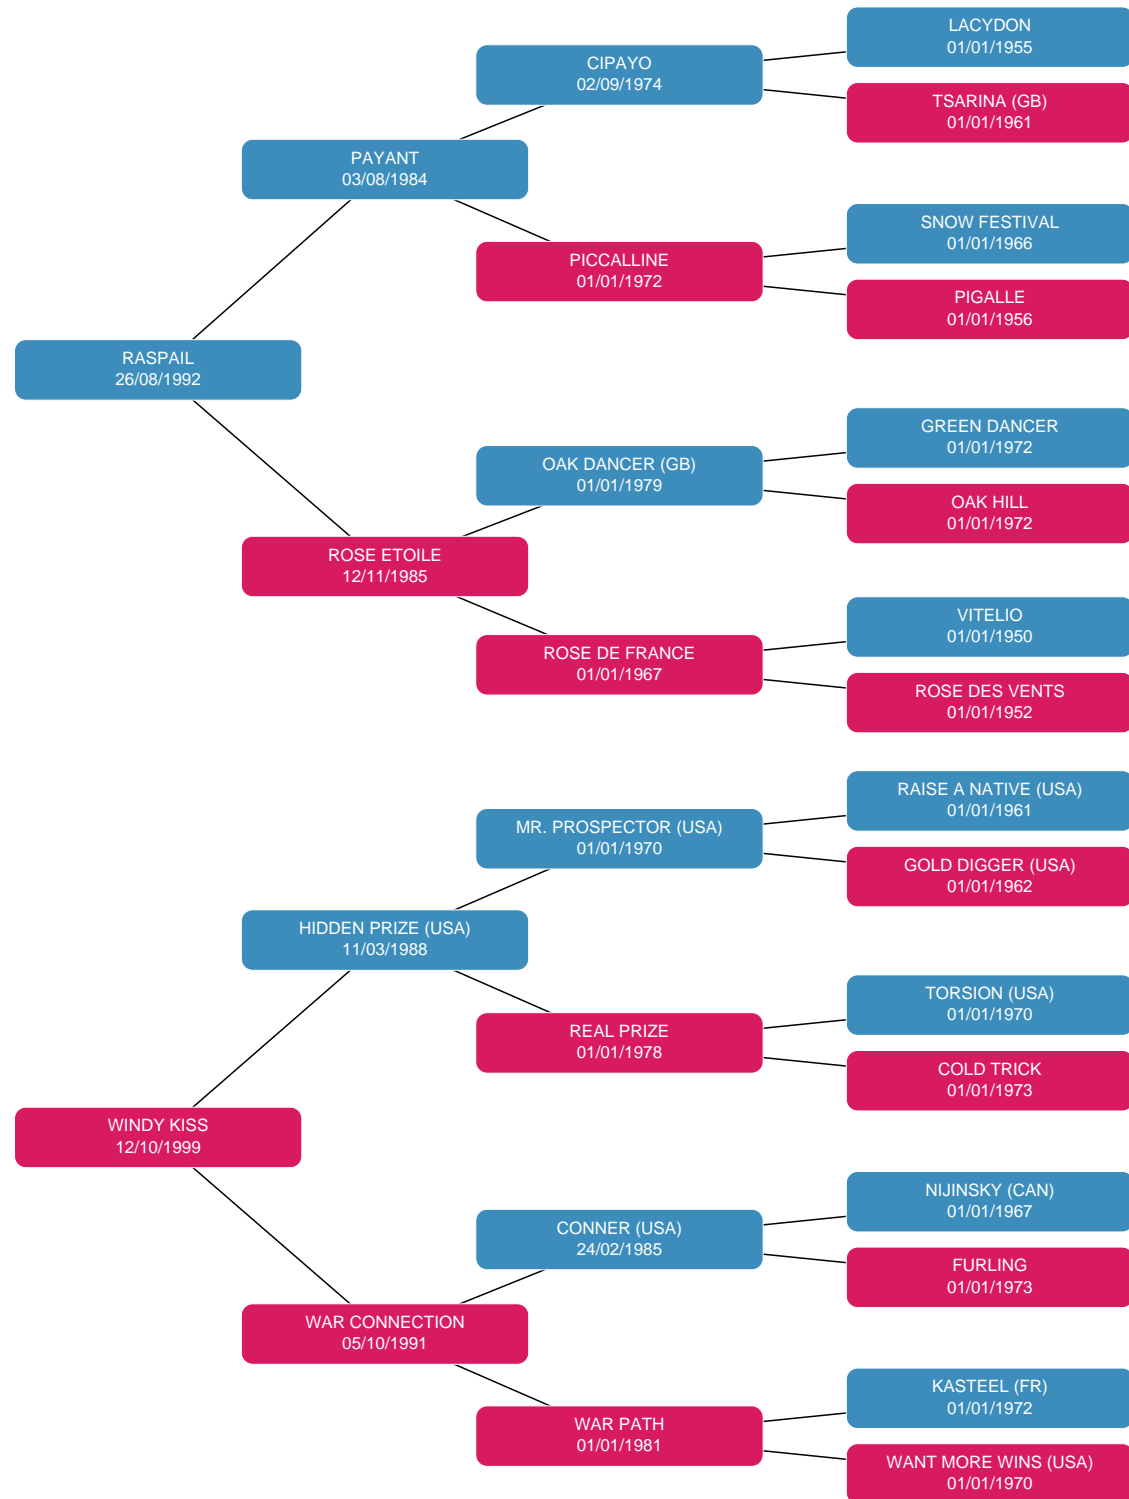 LACYDON
01/01/1955
CIPAYO
02/09/1974
TSARINA (GB)
01/01/1961
PAYANT
03/08/1984
SNOW FESTIVAL
01/01/1966
PICCALLINE
01/01/1972
PIGALLE
01/01/1956
RASPAIL
26/08/1992
GREEN DANCER
01/01/1972
OAK DANCER (GB)
01/01/1979
OAK HILL
01/01/1972
ROSE ETOILE
12/11/1985
VITELIO
01/01/1950
ROSE DE FRANCE
01/01/1967
ROSE DES VENTS
01/01/1952
RAISE A NATIVE (USA)
01/01/1961
MR. PROSPECTOR (USA)
01/01/1970
GOLD DIGGER (USA)
01/01/1962
HIDDEN PRIZE (USA)
11/03/1988
TORSION (USA)
01/01/1970
REAL PRIZE
01/01/1978
COLD TRICK
01/01/1973
WINDY KISS
12/10/1999
NIJINSKY (CAN)
01/01/1967
CONNER (USA)
24/02/1985
FURLING
01/01/1973
WAR CONNECTION
05/10/1991
KASTEEL (FR)
01/01/1972
WAR PATH
01/01/1981
WANT MORE WINS (USA)
01/01/1970